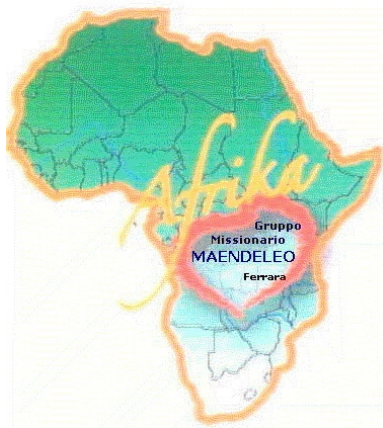 Afrika
Gruppo
Missionario
MAENDELEO
Ferrara